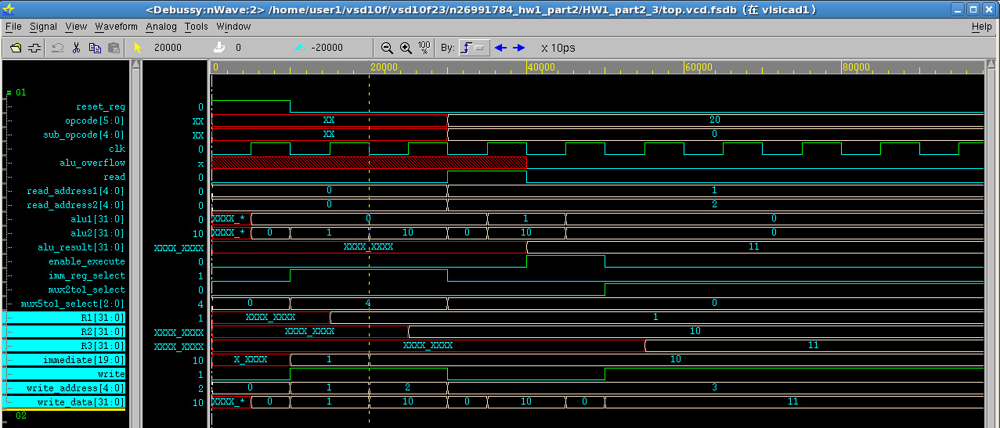 <Debussy:nWave:2> /home/user1/vsd10f/vsd10f23/n26991784_hw1_part2/HW1_part2_3/top.vcd.fsdb (在 vlsicad1)
File Signal View Waveform Analog Tools Window Help
20000 0 -20000 100% By: x 10ps
0 20000 40000 60000 80000
= G1
reset_reg 0
opcode[5:0] XX XX 20
sub_opcode[4:0] XX XX 0
clk 0
alu_overflow x
read 0
read_address1[4:0] 0 0 1
read_address2[4:0] 0 0 2
alu1[31:0] 0 XXXX_* 0 1 0
alu2[31:0] 10 XXXX_* 0 1 10 0 10 0
alu_result[31:0] XXXX_XXXX XXXX_XXXX 11
enable_execute 0
imm_reg_select 1
mux2to1_select 0
mux5to1_select[2:0] 4 0 4 0
R1[31:0] 1 XXXX_XXXX 1
R2[31:0] XXXX_XXXX XXXX_XXXX 10
R3[31:0] XXXX_XXXX XXXX_XXXX 11
immediate[19:0] 10 X_XXXX 1 10
write 1
write_address[4:0] 2 0 1 2 3
write_data[31:0] 10 XXXX_* 0 1 10 0 10 0 11
G2